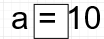 a = 10